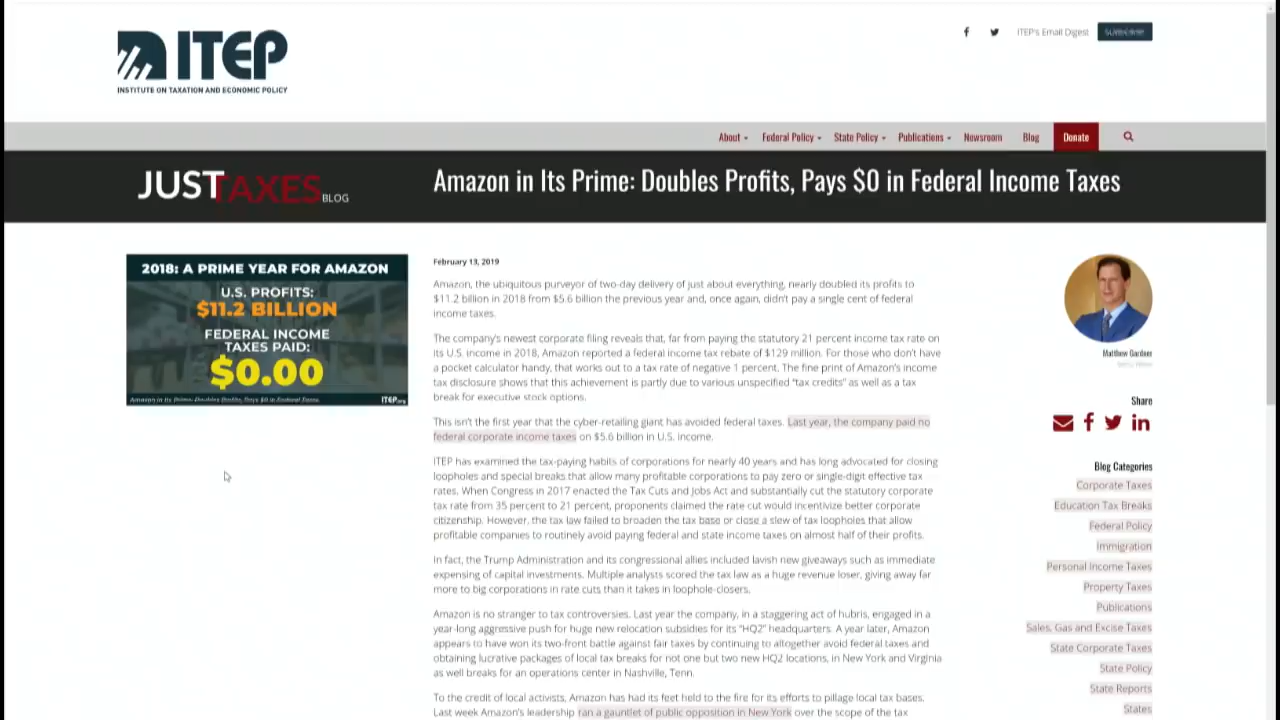 ITEP
INSTITUTE ON TAXATION AND ECONOMIC POLICY
ITEP's Email Digest
SUBSCRIBE
About
Federal Policy
State Policy
Publications
Newsroom
Blog
Donate
JUSTTAXES BLOG
Amazon in Its Prime: Doubles Profits, Pays $0 in Federal Income Taxes
2018: A PRIME YEAR FOR AMAZON
U.S. PROFITS:
$11.2 BILLION
FEDERAL INCOME
TAXES PAID:
$0.00
Amazon in Its Prime: Doubles Profits, Pays $0 in Federal Taxes
ITEP.org
February 13, 2019
Amazon, the ubiquitous purveyor of two-day delivery of just about everything, nearly doubled its profits to
$11.2 billion in 2018 from $5.6 billion the previous year and, once again, didn't pay a single cent of federal
income taxes.
The company's newest corporate filing reveals that, far from paying the statutory 21 percent income tax rate on
its U.S. income in 2018, Amazon reported a federal income tax rebate of $129 million. For those who don't have
a pocket calculator handy, that works out to a tax rate of negative 1 percent. The fine print of Amazon's income
tax disclosure shows that this achievement is partly due to various unspecified "tax credits" as well as a tax
break for executive stock options.
This isn't the first year that the cyber-retailing giant has avoided federal taxes. Last year, the company paid no
federal corporate income taxes on $5.6 billion in U.S. income.
ITEP has examined the tax-paying habits of corporations for nearly 40 years and has long advocated for closing
loopholes and special breaks that allow many profitable corporations to pay zero or single-digit effective tax
rates. When Congress in 2017 enacted the Tax Cuts and Jobs Act and substantially cut the statutory corporate
tax rate from 35 percent to 21 percent, proponents claimed the rate cut would incentivize better corporate
citizenship. However, the tax law failed to broaden the tax base or close a slew of tax loopholes that allow
profitable companies to routinely avoid paying federal and state income taxes on almost half of their profits.
In fact, the Trump Administration and its congressional allies included lavish new giveaways such as immediate
expensing of capital investments. Multiple analysts scored the tax law as a huge revenue loser, giving away far
more to big corporations in rate cuts than it takes in loophole-closers.
Amazon is no stranger to tax controversies. Last year the company, in a staggering act of hubris, engaged in a
year-long aggressive push for huge new relocation subsidies for its "HQ2" headquarters. A year later, Amazon
appears to have won its two-front battle against fair taxes by continuing to altogether avoid federal taxes and
obtaining lucrative packages of local tax breaks for not one but two new HQ2 locations, in New York and Virginia
as well breaks for an operations center in Nashville, Tenn.
To the credit of local activists, Amazon has had its feet held to the fire for its efforts to pillage local tax bases.
Last week Amazon's leadership ran a gauntlet of public opposition in New York over the scope of the tax
Matthew Gardner
Share
Blog Categories
Corporate Taxes
Education Tax Breaks
Federal Policy
Immigration
Personal Income Taxes
Property Taxes
Publications
Sales, Gas and Excise Taxes
State Corporate Taxes
State Policy
State Reports
States